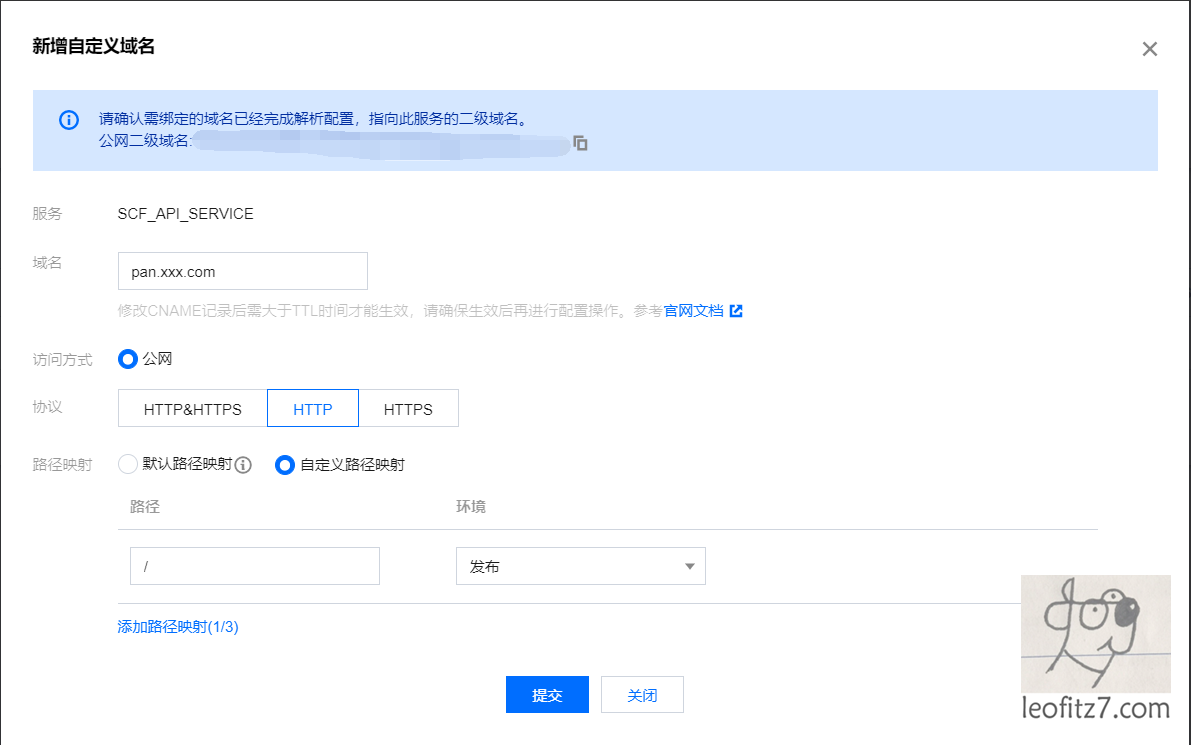 新增自定义域名
请确认需绑定的域名已经完成解析配置，指向此服务的二级域名。
公网二级域名:
服务 SCF_API_SERVICE
域名 pan.xxx.com
修改CNAME记录后需大于TTL时间才能生效，请确保生效后再进行配置操作。参考官网文档
访问方式 公网
协议 HTTP&HTTPS HTTP HTTPS
路径映射 默认路径映射 自定义路径映射
路径 环境
/ 发布
添加路径映射(1/3)
提交 关闭
dog
leofitz7.com